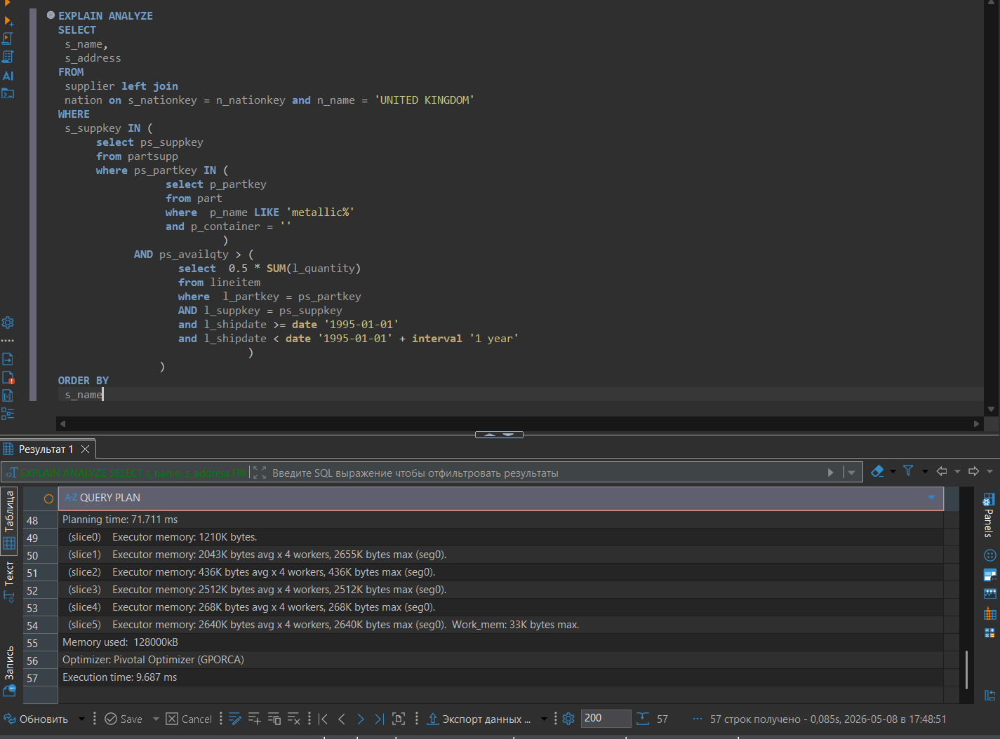 EXPLAIN ANALYZE
SELECT
s_name,
s_address
FROM
supplier left join
nation on s_nationkey = n_nationkey and n_name = 'UNITED KINGDOM'
WHERE
s_suppkey IN (
select ps_suppkey
from partsupp
where ps_partkey IN (
select p_partkey
from part
where  p_name LIKE 'metallic%'
and p_container = ''
)
AND ps_availqty > (
select  0.5 * SUM(l_quantity)
from lineitem
where  l_partkey = ps_partkey
AND l_suppkey = ps_suppkey
and l_shipdate >= date '1995-01-01'
and l_shipdate < date '1995-01-01' + interval '1 year'
)
)
ORDER BY
s_name
AI
Результат 1
EXPLAIN ANALYZE SELECT s_name, s_address FRO
Введите SQL выражение чтобы отфильтровать результаты
Таблица
Текст
Запись
Panels
A-Z QUERY PLAN
48 Planning time: 71.711 ms
49 (slice0)    Executor memory: 1210K bytes.
50 (slice1)    Executor memory: 2043K bytes avg x 4 workers, 2655K bytes max (seg0).
51 (slice2)    Executor memory: 436K bytes avg x 4 workers, 436K bytes max (seg0).
52 (slice3)    Executor memory: 2512K bytes avg x 4 workers, 2512K bytes max (seg0).
53 (slice4)    Executor memory: 268K bytes avg x 4 workers, 268K bytes max (seg0).
54 (slice5)    Executor memory: 2640K bytes avg x 4 workers, 2640K bytes max (seg0).  Work_mem: 33K bytes max.
55 Memory used:  128000kB
56 Optimizer: Pivotal Optimizer (GPORCA)
57 Execution time: 9.687 ms
Обновить Save Cancel Экспорт данных ... 200 57 57 строк получено - 0,085s, 2026-05-08 в 17:48:51